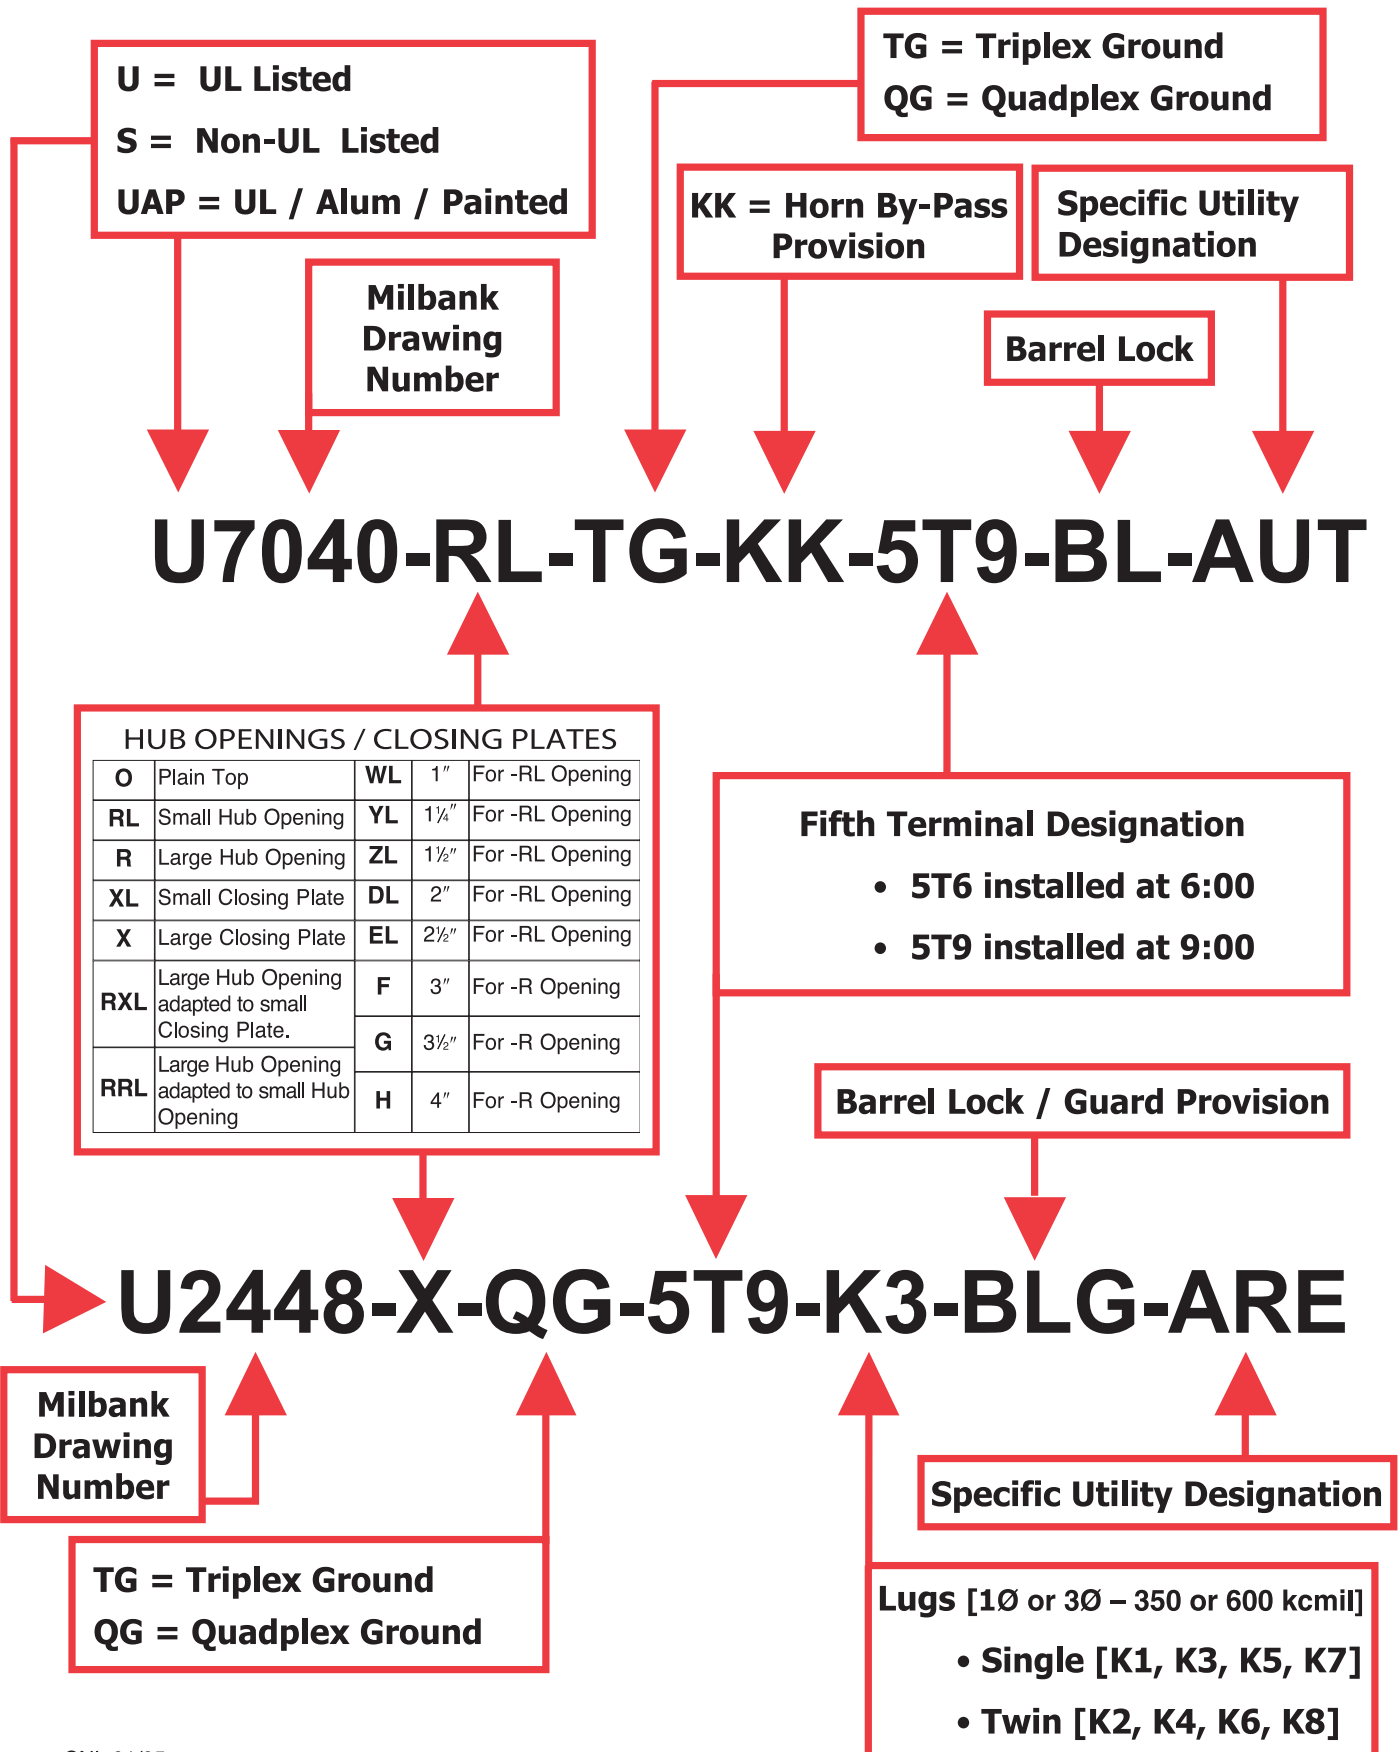 U = UL Listed
S = Non-UL Listed
UAP = UL / Alum / Painted
TG = Triplex Ground
QG = Quadplex Ground
KK = Horn By-Pass
Provision
Specific Utility
Designation
Milbank
Drawing
Number
Barrel Lock
U7040-RL-TG-KK-5T9-BL-AUT
HUB OPENINGS / CLOSING PLATES
O Plain Top WL 1" For -RL Opening
RL Small Hub Opening YL 1¼" For -RL Opening
R Large Hub Opening ZL 1½" For -RL Opening
XL Small Closing Plate DL 2" For -RL Opening
X Large Closing Plate EL 2½" For -RL Opening
RXL Large Hub Opening
adapted to small
Closing Plate.
F 3" For -R Opening
G 3½" For -R Opening
RRL Large Hub Opening
adapted to small Hub
Opening
H 4" For -R Opening
Fifth Terminal Designation
• 5T6 installed at 6:00
• 5T9 installed at 9:00
Barrel Lock / Guard Provision
U2448-X-QG-5T9-K3-BLG-ARE
Milbank
Drawing
Number
Specific Utility Designation
TG = Triplex Ground
QG = Quadplex Ground
Lugs [1Ø or 3Ø – 350 or 600 kcmil]
• Single [K1, K3, K5, K7]
• Twin [K2, K4, K6, K8]